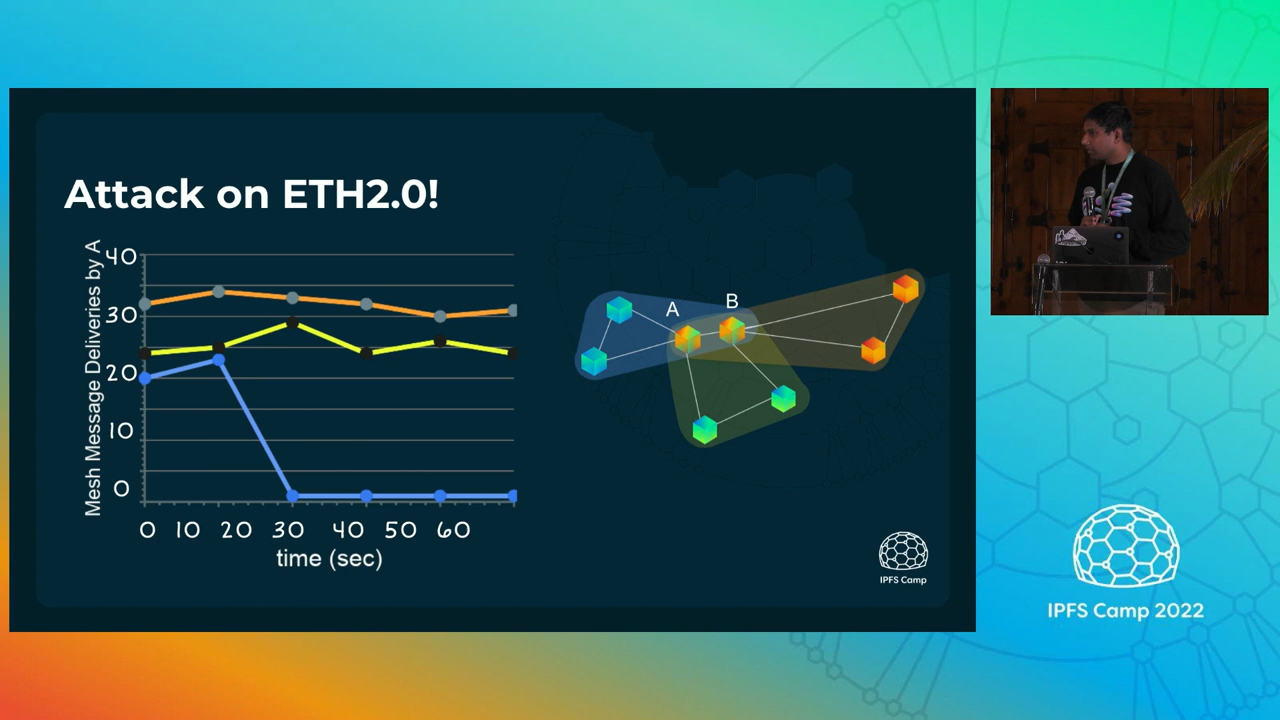 Attack on ETH2.0!
Mesh Message Deliveries by A
40
30
20
10
0
0 10 20 30 40 50 60
time (sec)
A
B
IPFS Camp
IPFS Camp 2022